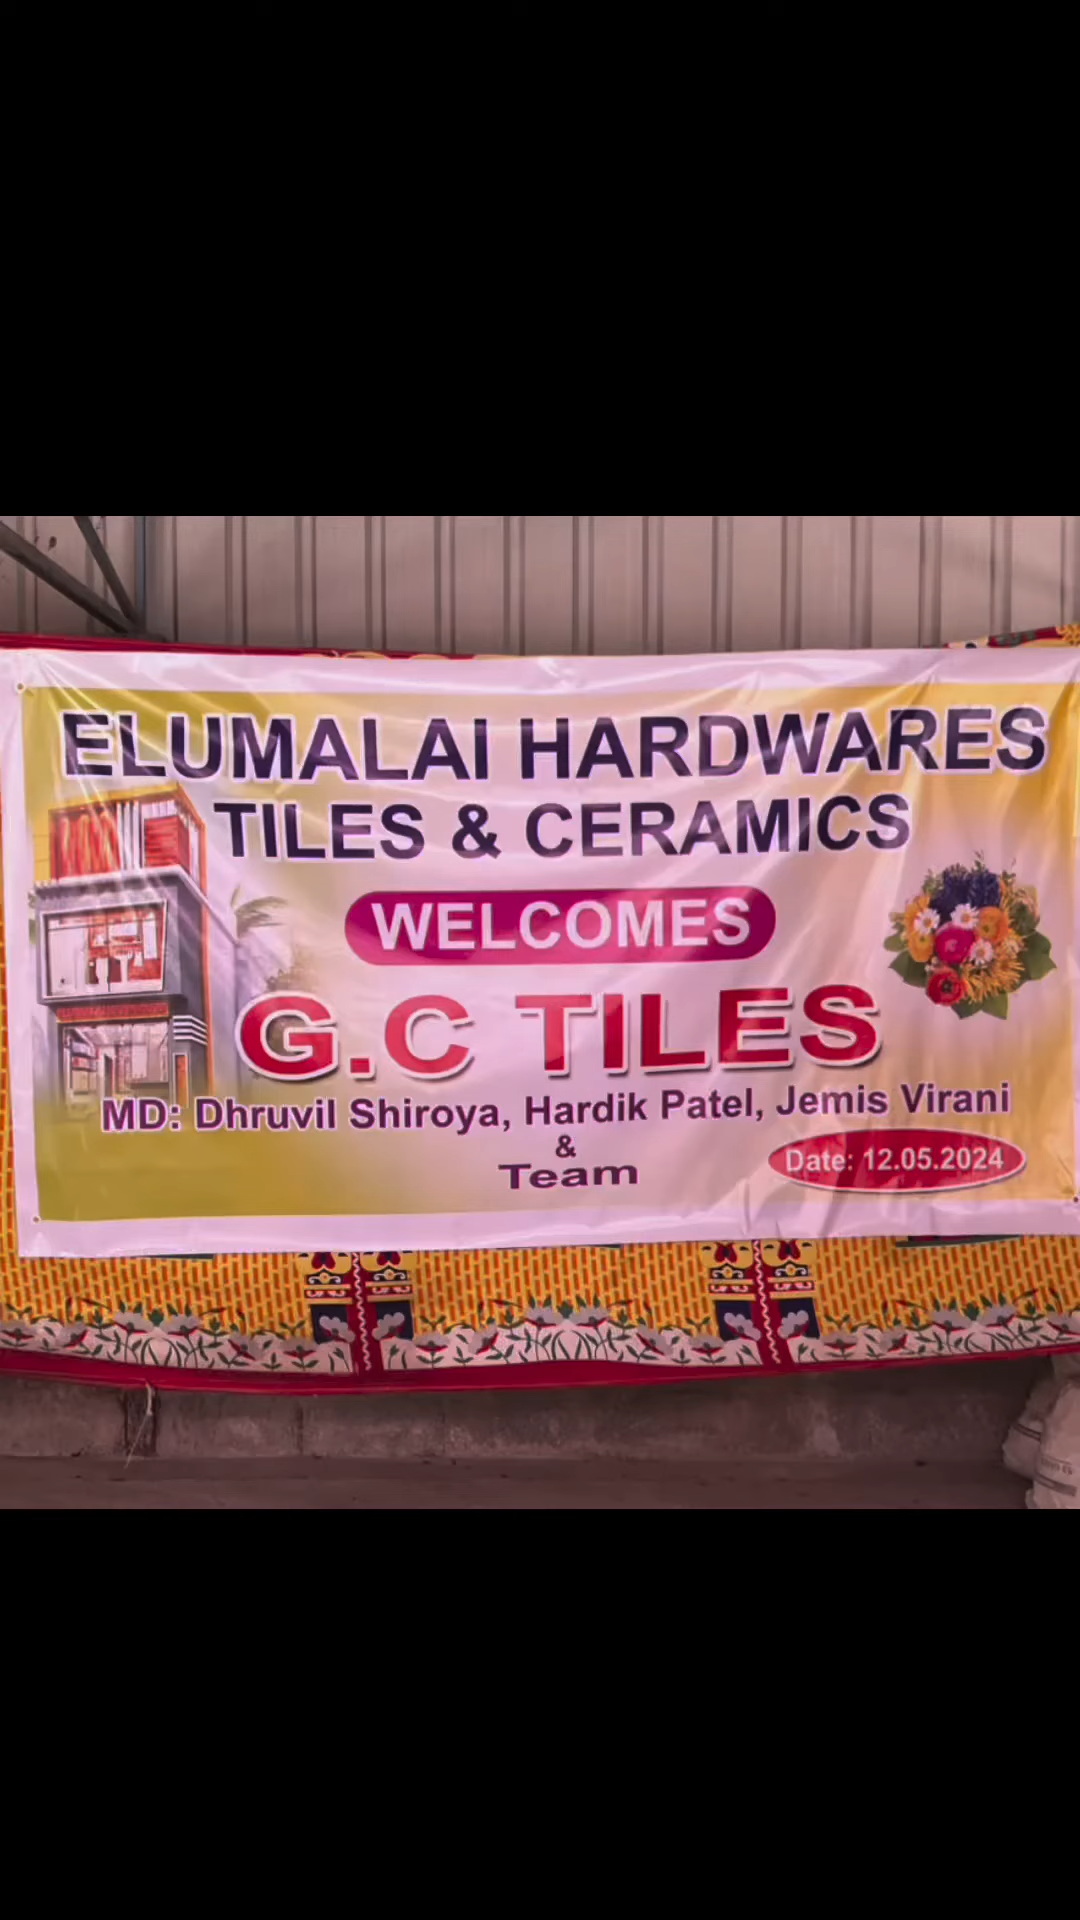 ELUMALAI HARDWARES
TILES & CERAMICS
WELCOMES
G.C TILES
MD: Dhruvil Shiroya, Hardik Patel, Jemis Virani
&
Team
Date: 12.05.2024